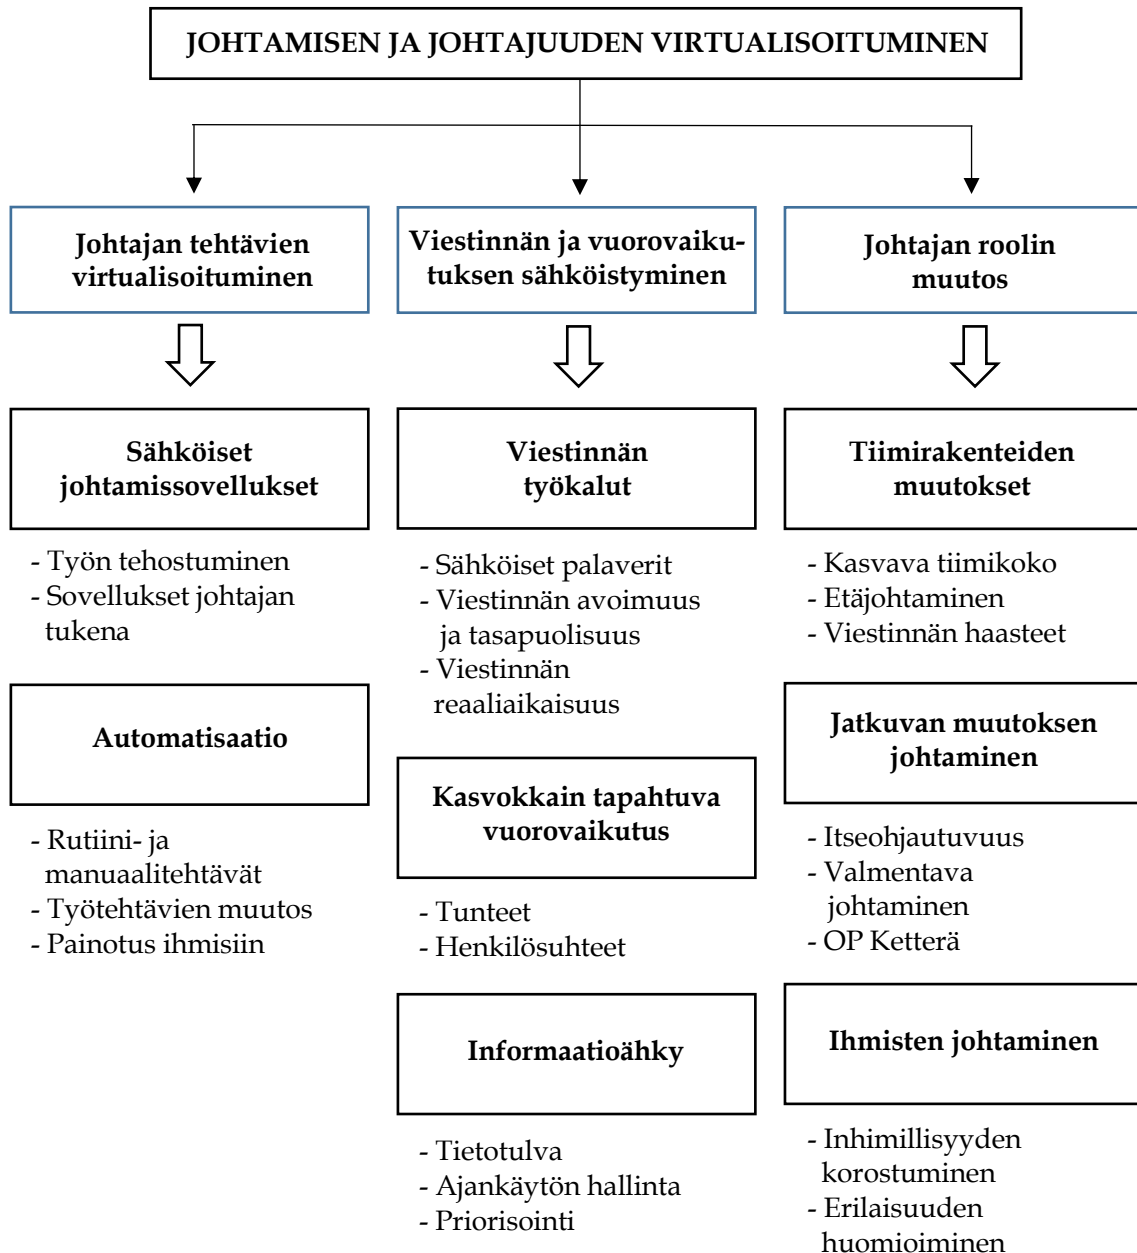 JOHTAMISEN JA JOHTAJUUDEN VIRTUALISOITUMINEN
Johtajan tehtävien
virtualisoituminen
Sähköiset
johtamissovellukset
- Työn tehostuminen
- Sovellukset johtajan
tukena
Automatisaatio
- Rutiini- ja
manuaalitehtävät
- Työtehtävien muutos
- Painotus ihmisiin
Viestinnän ja vuorovaiku-
tuksen sähköistyminen
Viestinnän
työkalut
- Sähköiset palaverit
- Viestinnän avoimuus
ja tasapuolisuus
- Viestinnän
reaaliaikaisuus
Kasvokkain tapahtuva
vuorovaikutus
- Tunteet
- Henkilösuhteet
Informaatioähky
- Tietotulva
- Ajankäytön hallinta
- Priorisointi
Johtajan roolin
muutos
Tiimirakenteiden
muutokset
- Kasvava tiimikoko
- Etäjohtaminen
- Viestinnän haasteet
Jatkuvan muutoksen
johtaminen
- Itseohjautuvuus
- Valmentava
johtaminen
- OP Ketterä
Ihmisten johtaminen
- Inhimillisyyden
korostuminen
- Erilaisuuden
huomioiminen